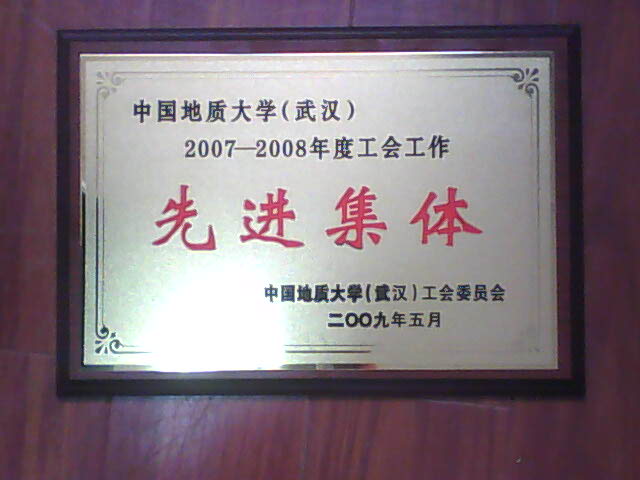 中国地质大学(武汉)
2007—2008年度工会工作
先进集体
中国地质大学(武汉)工会委员会
二〇〇九年五月